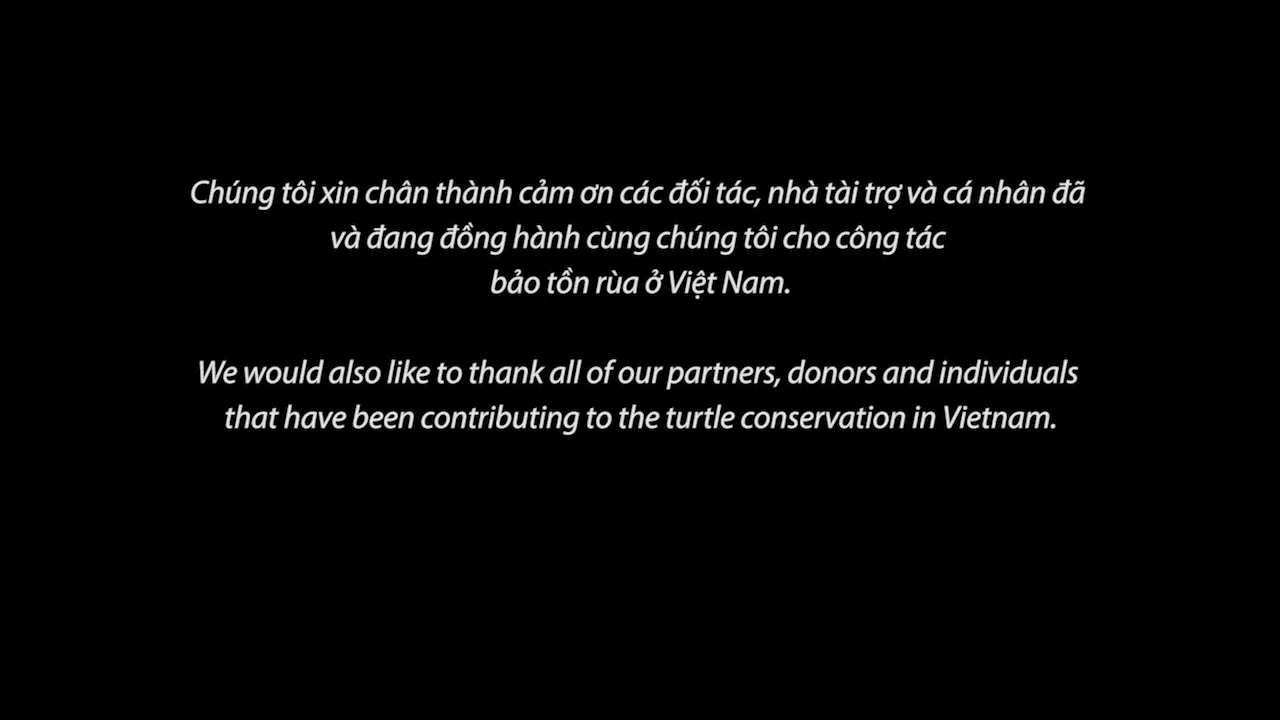 Chúng tôi xin chân thành cảm ơn các đối tác, nhà tài trợ và cá nhân đã
và đang đồng hành cùng chúng tôi cho công tác
bảo tồn rùa ở Việt Nam.
We would also like to thank all of our partners, donors and individuals
that have been contributing to the turtle conservation in Vietnam.